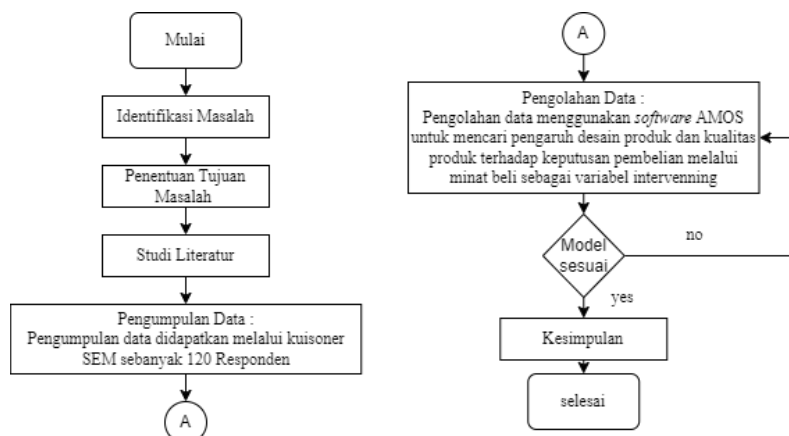 Mulai
Identifikasi Masalah
Penentuan Tujuan
Masalah
Studi Literatur
Pengumpulan Data :
Pengumpulan data didapatkan melalui kuisoner
SEM sebanyak 120 Responden
A
A
Pengolahan Data :
Pengolahan data menggunakan software AMOS
untuk mencari pengaruh desain produk dan kualitas
produk terhadap keputusan pembelian melalui
minat beli sebagai variabel intervenning
Model
sesuai
no
yes
Kesimpulan
selesai